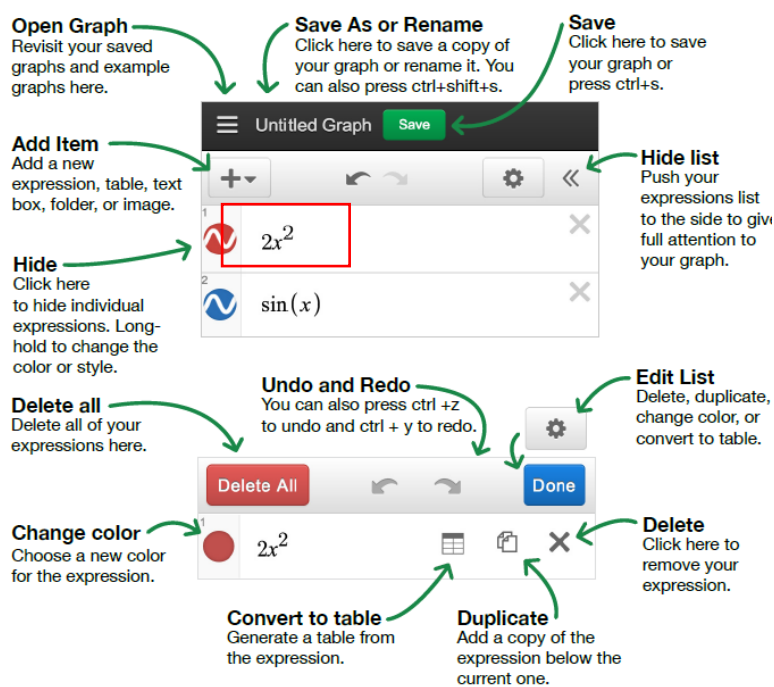 Open Graph
Revisit your saved
graphs and example
graphs here.
Save As or Rename
Click here to save a copy of
your graph or rename it. You
can also press ctrl+shift+s.
Save
Click here to save
your graph or
press ctrl+s.
Untitled Graph Save
Add Item
Add a new
expression, table, text
box, folder, or image.
Hide list
Push your
expressions list
to the side to give
full attention to
your graph.
1
2x²
2
sin(x)
Hide
Click here
to hide individual
expressions. Long-
hold to change the
color or style.
Delete all
Delete all of your
expressions here.
Undo and Redo
You can also press ctrl +z
to undo and ctrl + y to redo.
Edit List
Delete, duplicate,
change color, or
convert to table.
Delete All Done
Change color
Choose a new color
for the expression.
1
2x²
Delete
Click here to
remove your
expression.
Convert to table
Generate a table from
the expression.
Duplicate
Add a copy of the
expression below the
current one.